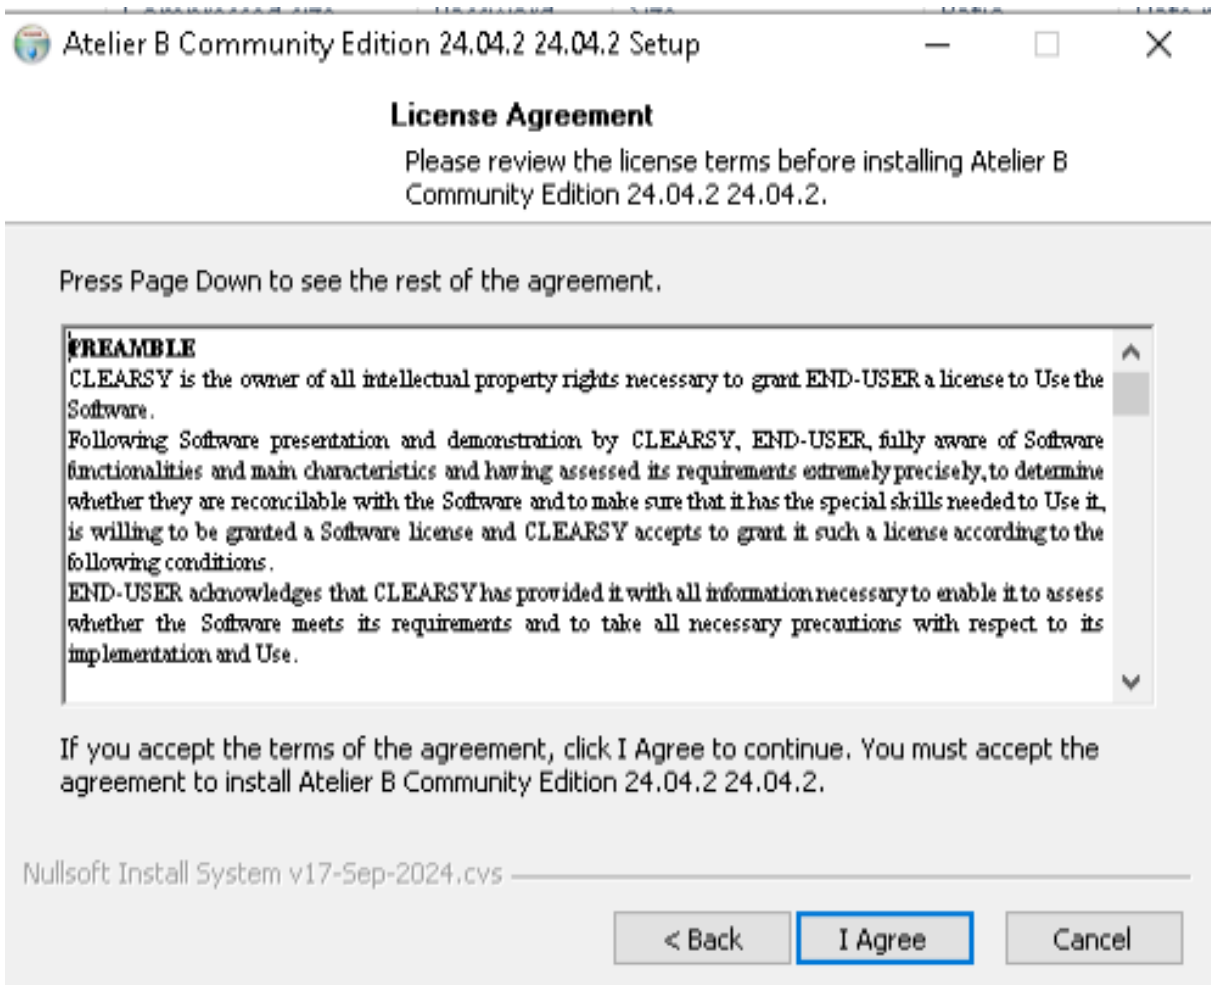 Atelier B Community Edition 24.04.2 24.04.2 Setup
License Agreement
Please review the license terms before installing Atelier B
Community Edition 24.04.2 24.04.2.
Press Page Down to see the rest of the agreement.
PREAMBLE
CLEARSY is the owner of all intellectual property rights necessary to grant END-USER a license to Use the
Software.
Following Software presentation and demonstration by CLEARSY, END-USER, fully aware of Software
functionalities and main characteristics and having assessed its requirements extremely precisely, to determine
whether they are reconcilable with the Software and to make sure that it has the special skills needed to Use it,
is willing to be granted a Software license and CLEARSY accepts to grant it such a license according to the
following conditions.
END-USER acknowledges that CLEARSY has provided it with all information necessary to enable it to assess
whether the Software meets its requirements and to take all necessary precautions with respect to its
implementation and Use.
If you accept the terms of the agreement, click I Agree to continue. You must accept the
agreement to install Atelier B Community Edition 24.04.2 24.04.2.
Nullsoft Install System v17-Sep-2024.cvs
< Back
I Agree
Cancel